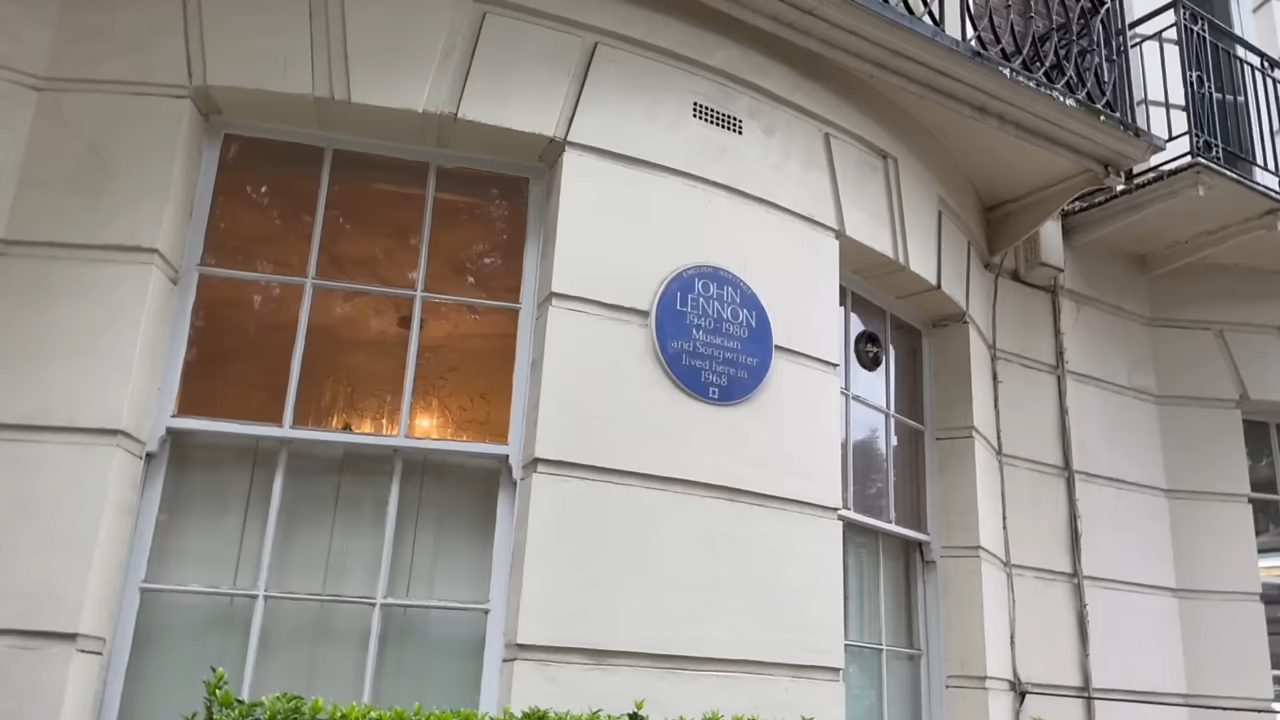 ENGLISH HERITAGE
JOHN
LENNON
1940-1980
Musician
and Songwriter
lived here in
1968